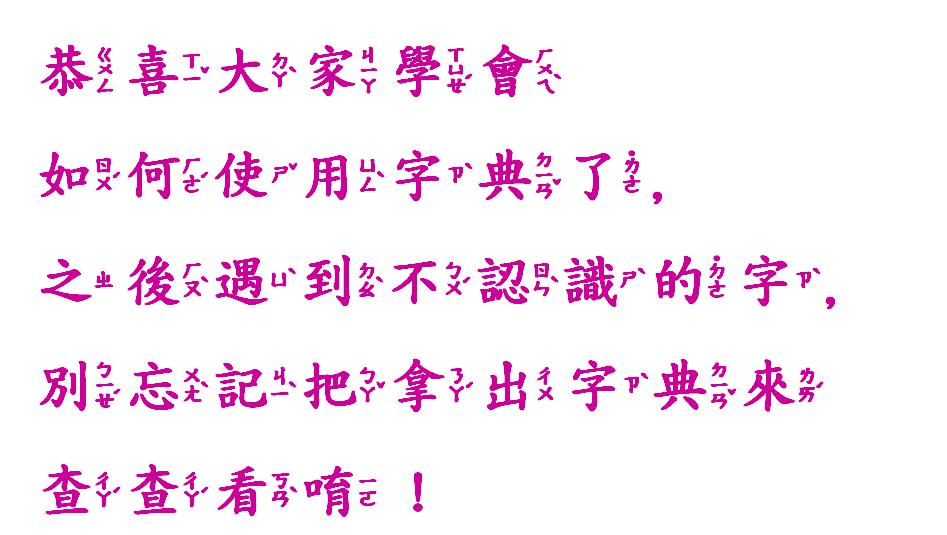 恭喜大家學會
如何使用字典了，
之後遇到不認識的字，
別忘記把拿出字典來
查查看唷！